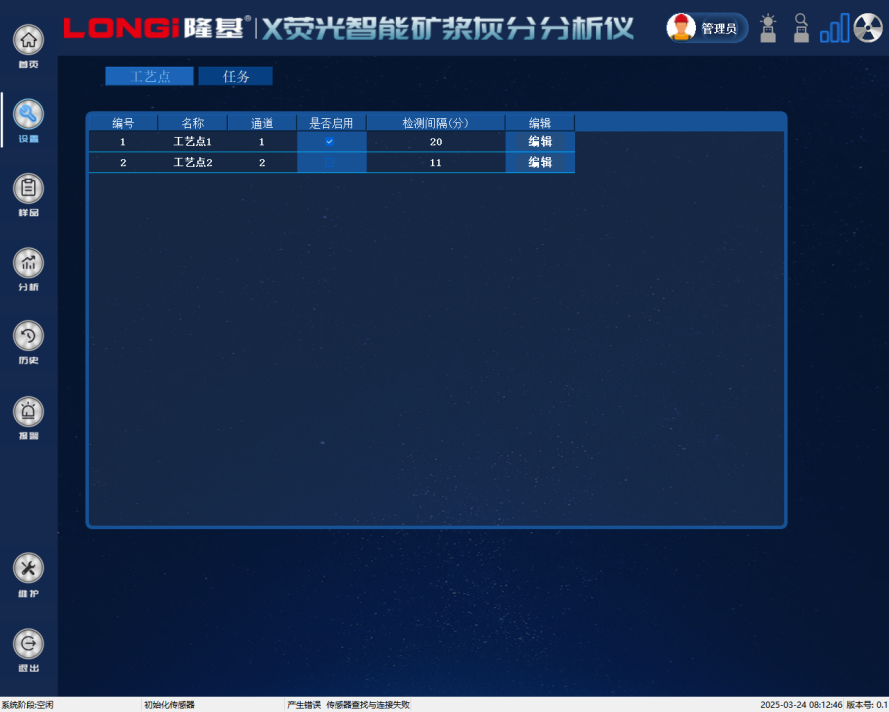 LONGi隆基® X荧光智能矿浆灰分分析仪
管理员
首页
设置
样品
分析
历史
报警
维护
退出
工艺点 任务
编号 名称 通道 是否启用 检测间隔(分) 编辑
1 工艺点1 1 20 编辑
2 工艺点2 2 11 编辑
系统阶段:空闲 初始化传感器 产生错误 传感器查找与连接失败 2025-03-24 08:12:46 版本号: 0.1